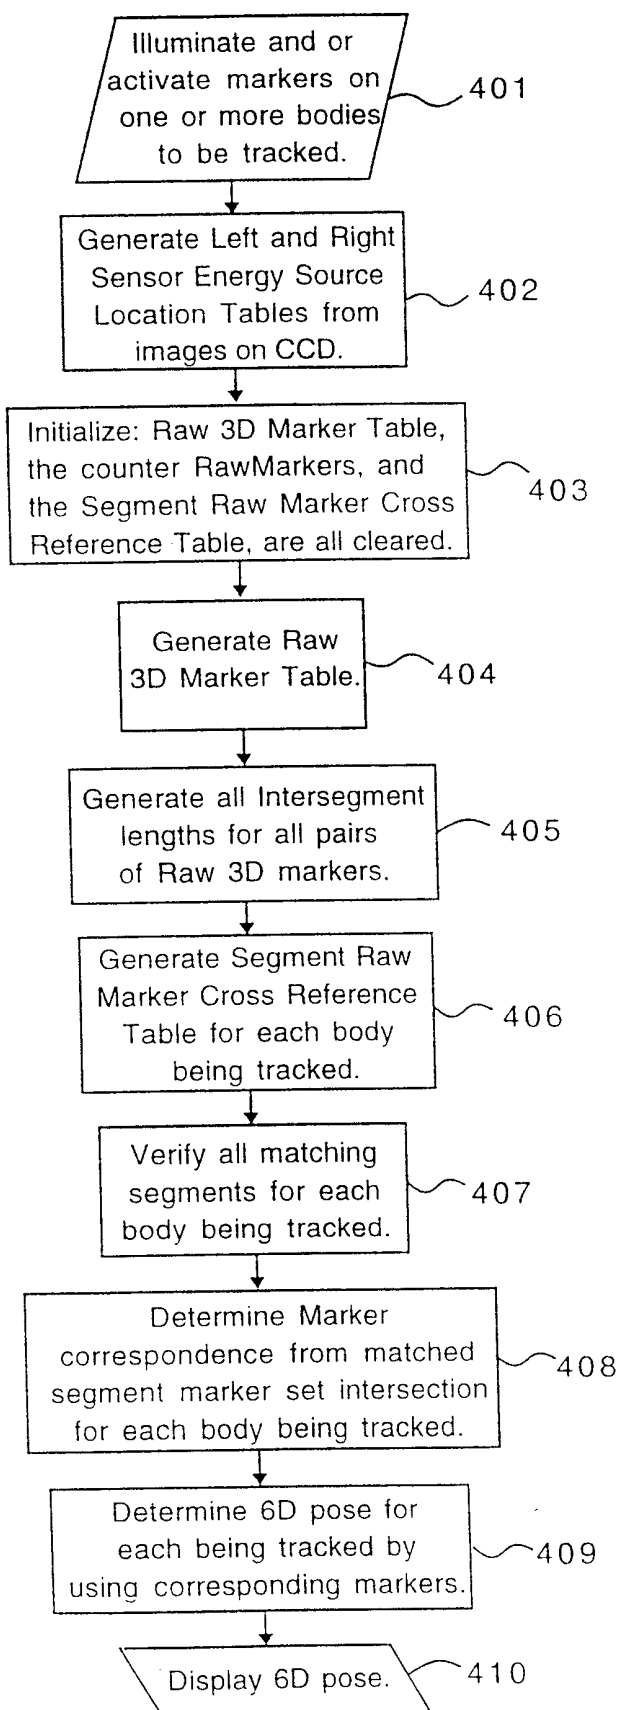 Illuminate and or
activate markers on
one or more bodies
to be tracked.
401
Generate Left and Right
Sensor Energy Source
Location Tables from
images on CCD.
402
Initialize: Raw 3D Marker Table,
the counter RawMarkers, and
the Segment Raw Marker Cross
Reference Table, are all cleared.
403
Generate Raw
3D Marker Table.
404
Generate all Intersegment
lengths for all pairs
of Raw 3D markers.
405
Generate Segment Raw
Marker Cross Reference
Table for each body
being tracked.
406
Verify all matching
segments for each
body being tracked.
407
Determine Marker
correspondence from matched
segment marker set intersection
for each body being tracked.
408
Determine 6D pose for
each being tracked by
using corresponding markers.
409
Display 6D pose.
410